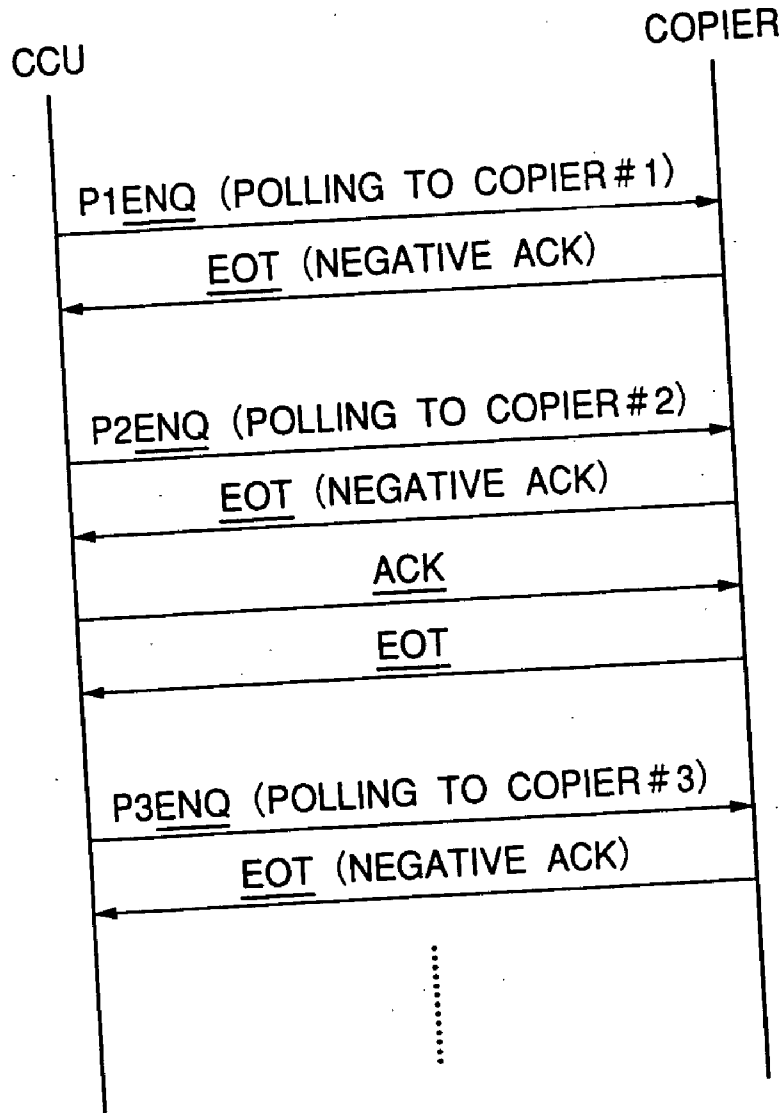 CCU
COPIER
P1ENQ (POLLING TO COPIER#1)
EOT (NEGATIVE ACK)
P2ENQ (POLLING TO COPIER#2)
EOT (NEGATIVE ACK)
ACK
EOT
P3ENQ (POLLING TO COPIER#3)
EOT (NEGATIVE ACK)